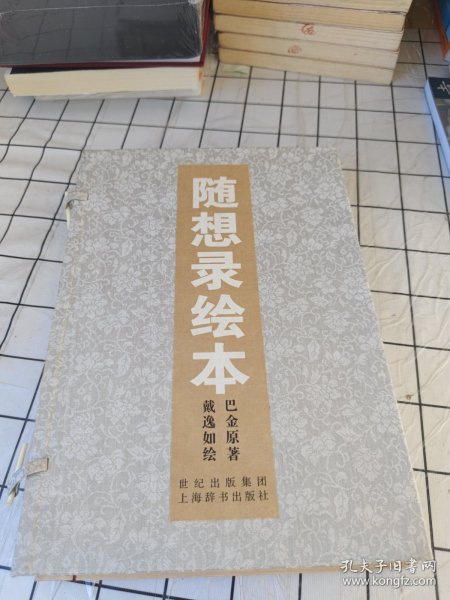 随想录绘本
巴金原著
戴逸如绘
世纪出版集团
上海辞书出版社
孔夫子旧书网
www.kongfz.com